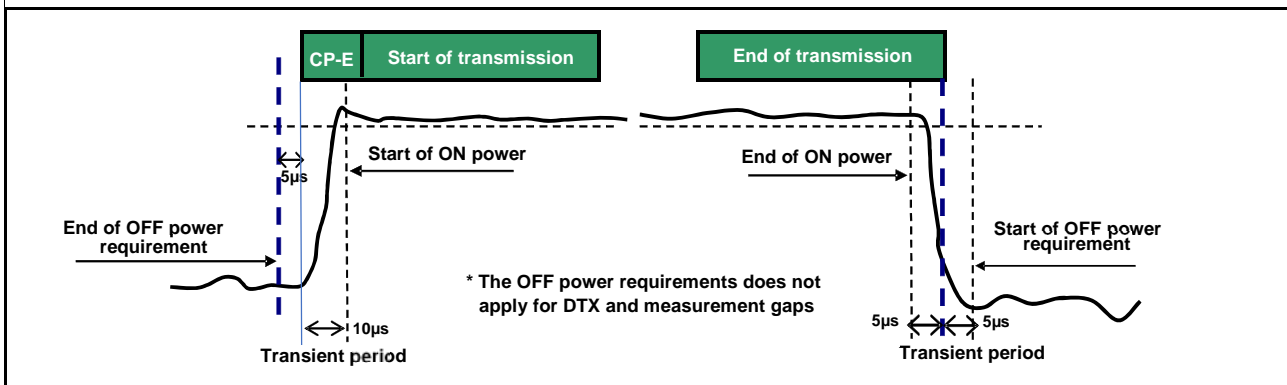 CP-E
Start of transmission
End of transmission
Start of ON power
End of ON power
5µs
End of OFF power
requirement
Start of OFF power
requirement
* The OFF power requirements does not
apply for DTX and measurement gaps
10µs
5µs
5µs
Transient period
Transient period